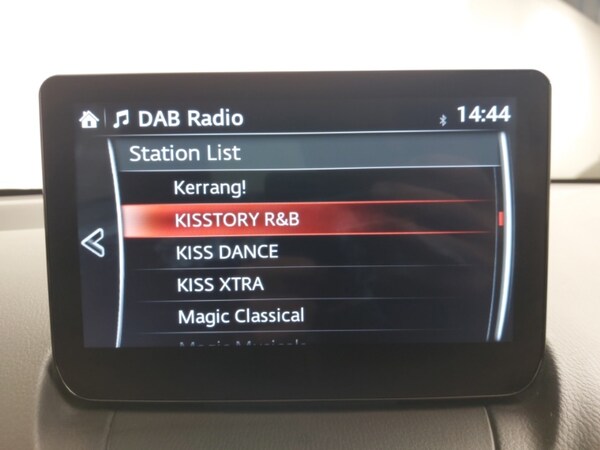 DAB Radio 14:44
Station List
Kerrang!
KISSTORY R&B
KISS DANCE
KISS XTRA
Magic Classical